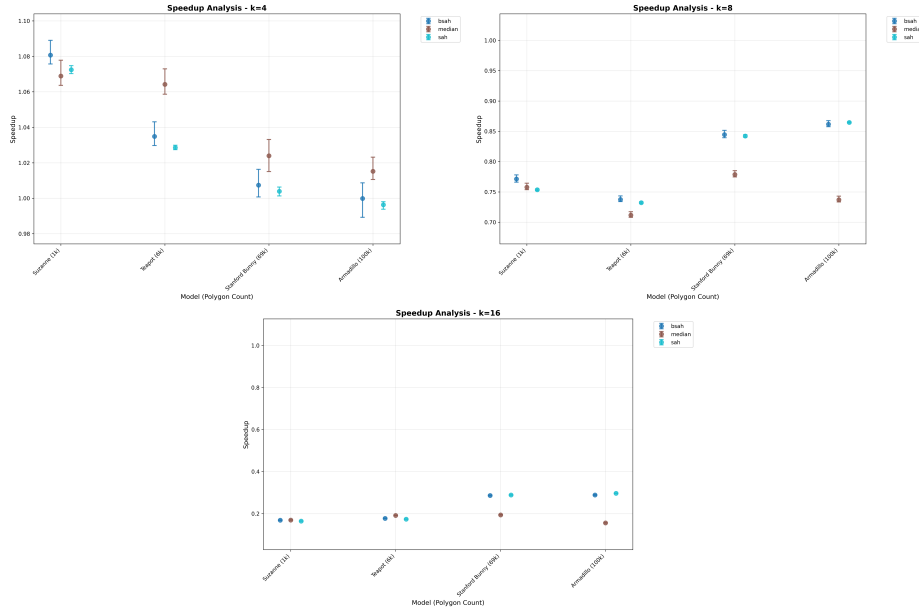 Speedup Analysis - k=4
1.10
1.08
1.06
1.04
1.02
1.00
0.98
Speedup
Suzanne (1k)
Teapot (6k)
Stanford Bunny (69k)
Armadillo (100k)
Model (Polygon Count)
bsah
median
sah
Speedup Analysis - k=8
1.00
0.95
0.90
0.85
0.80
0.75
0.70
Speedup
Suzanne (1k)
Teapot (6k)
Stanford Bunny (69k)
Armadillo (100k)
Model (Polygon Count)
bsah
media
sah
Speedup Analysis - k=16
1.0
0.8
0.6
0.4
0.2
Speedup
Suzanne (1k)
Teapot (6k)
Stanford Bunny (69k)
Armadillo (100k)
Model (Polygon Count)
bsah
median
sah